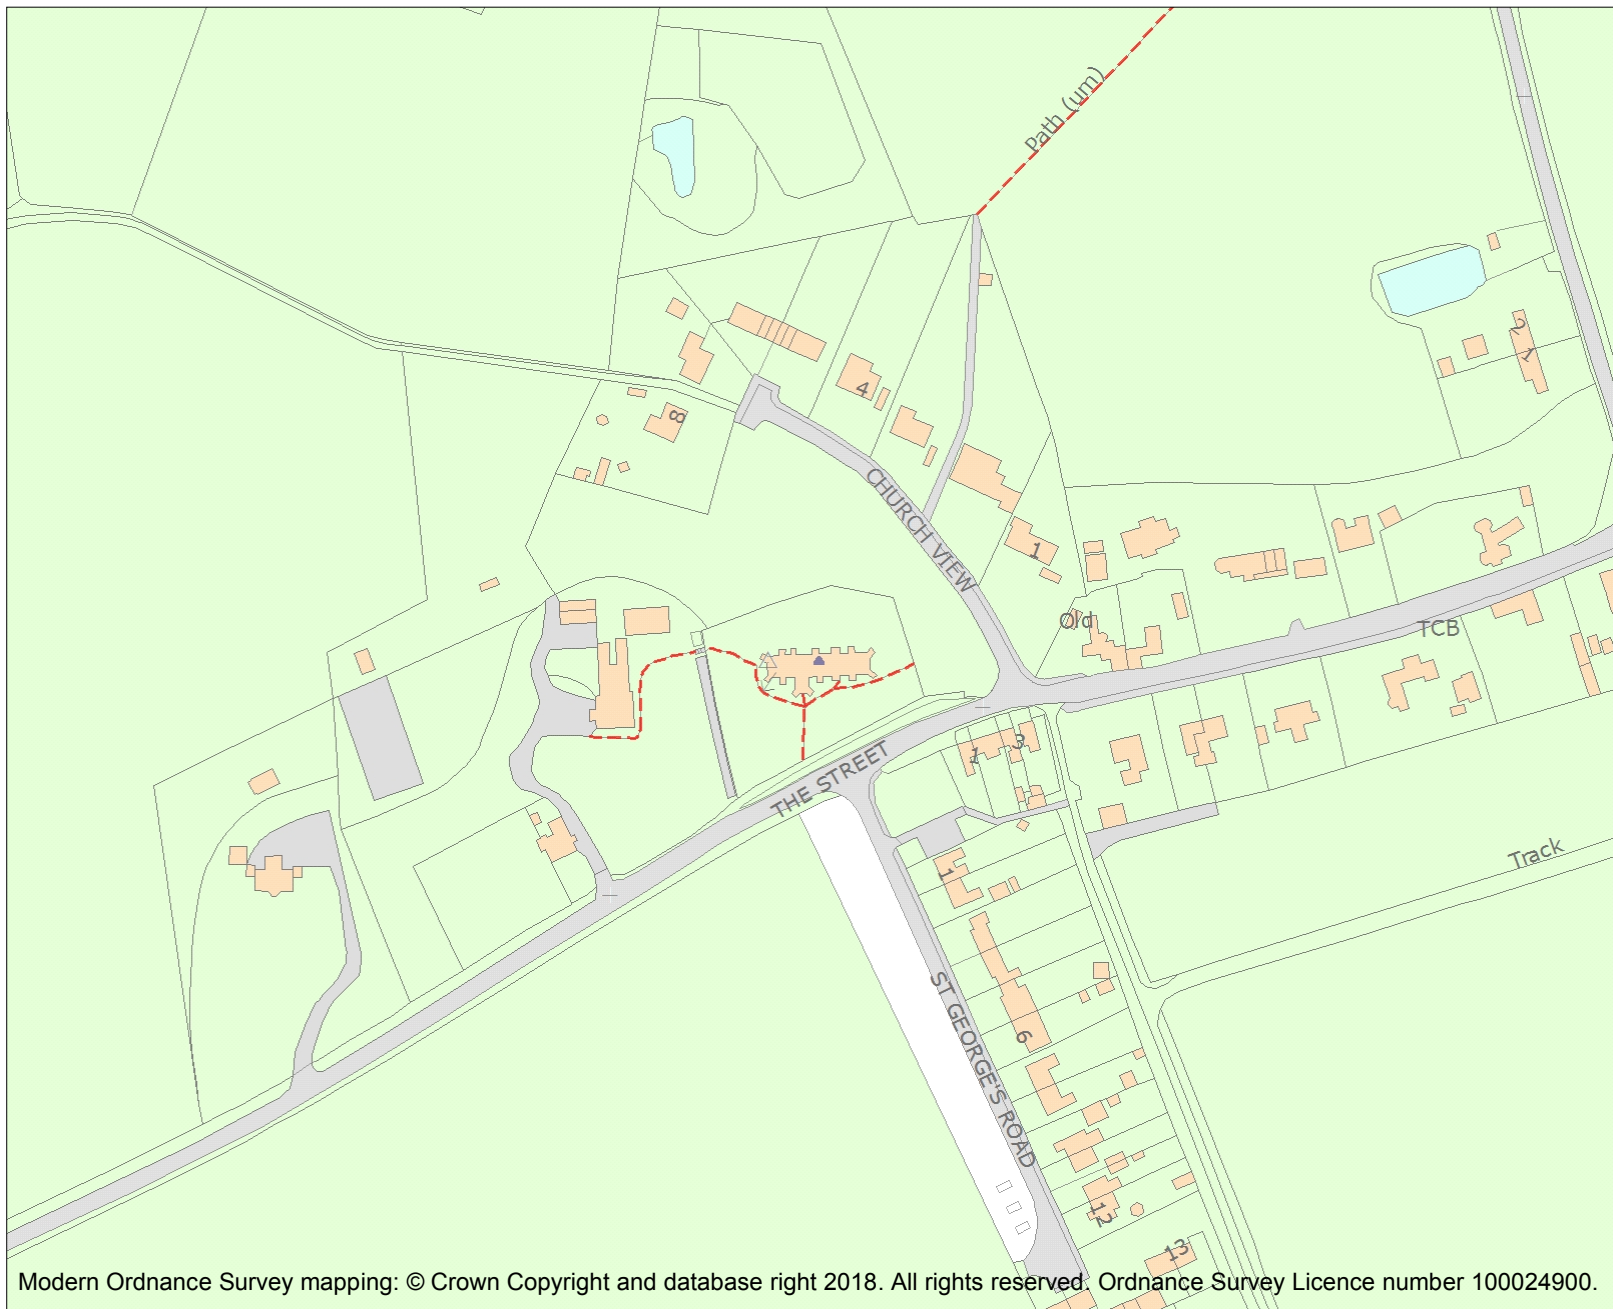 Path (um)
2
1
4
8
CHURCH VIEW
1
Old
TCB
THE STREET
1
3
Track
1
ST GEORGE'S ROAD
6
12
13
Modern Ordnance Survey mapping: © Crown Copyright and database right 2018. All rights reserved. Ordnance Survey Licence number 100024900.